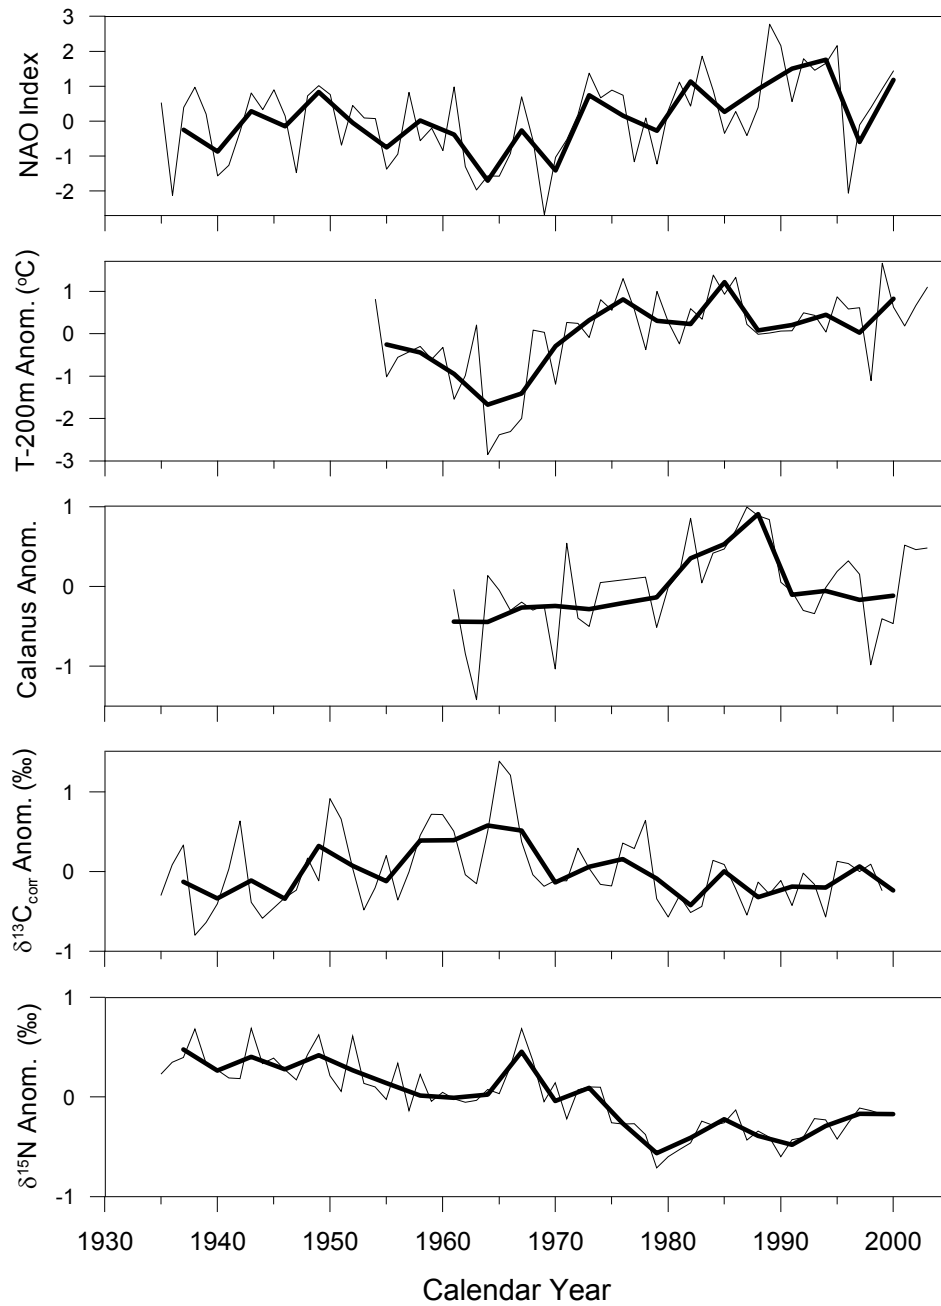 NAO Index
3
2
1
0
-1
-2
T-200m Anom. (ºC)
1
0
-1
-2
-3
Calanus Anom.
1
0
-1
δ¹³C_corr Anom. (‰)
1
0
-1
δ¹⁵N Anom. (‰)
1
0
-1
1930 1940 1950 1960 1970 1980 1990 2000
Calendar Year